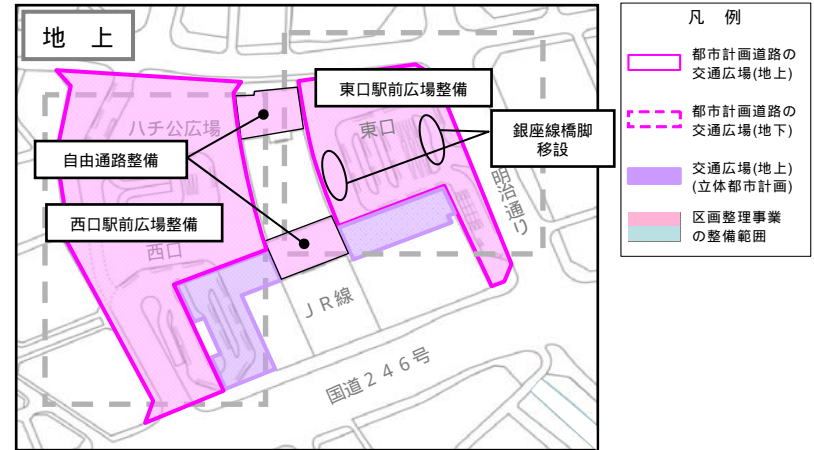 地 上
東口駅前広場整備
ハチ公広場
東口
銀座線橋脚
移設
自由通路整備
明治通り
西口駅前広場整備
西口
ＪＲ線
国道２４６号
凡 例
都市計画道路の
交通広場(地上)
都市計画道路の
交通広場(地下)
交通広場(地上)
(立体都市計画)
区画整理事業
の整備範囲